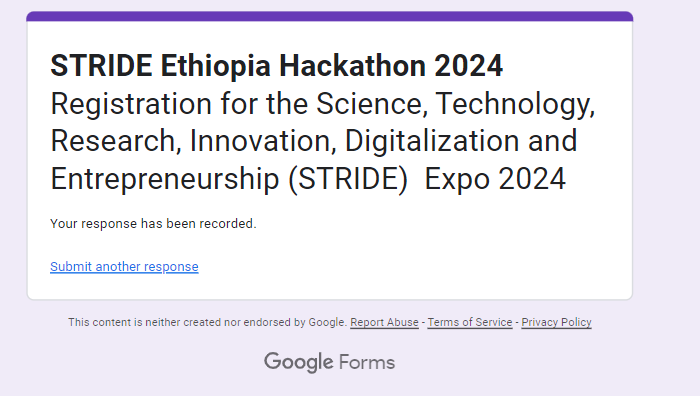 STRIDE Ethiopia Hackathon 2024
Registration for the Science, Technology,
Research, Innovation, Digitalization and
Entrepreneurship (STRIDE)  Expo 2024
Your response has been recorded.
Submit another response
This content is neither created nor endorsed by Google. Report Abuse - Terms of Service - Privacy Policy
Google Forms